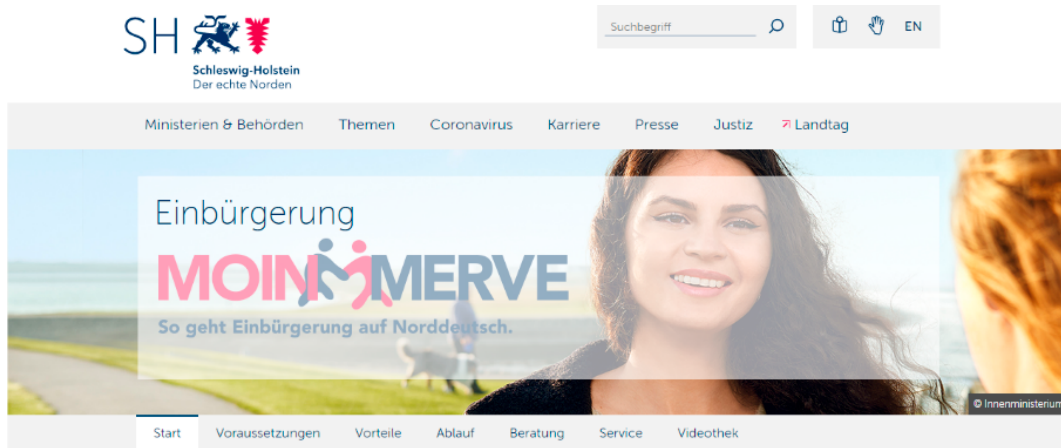 SH
Schleswig-Holstein
Der echte Norden
Suchbegriff
EN
Ministerien & Behörden Themen Coronavirus Karriere Presse Justiz Landtag
Einbürgerung
MOIN MERVE
So geht Einbürgerung auf Norddeutsch.
© Innenministerium
Start Voraussetzungen Vorteile Ablauf Beratung Service Videothek